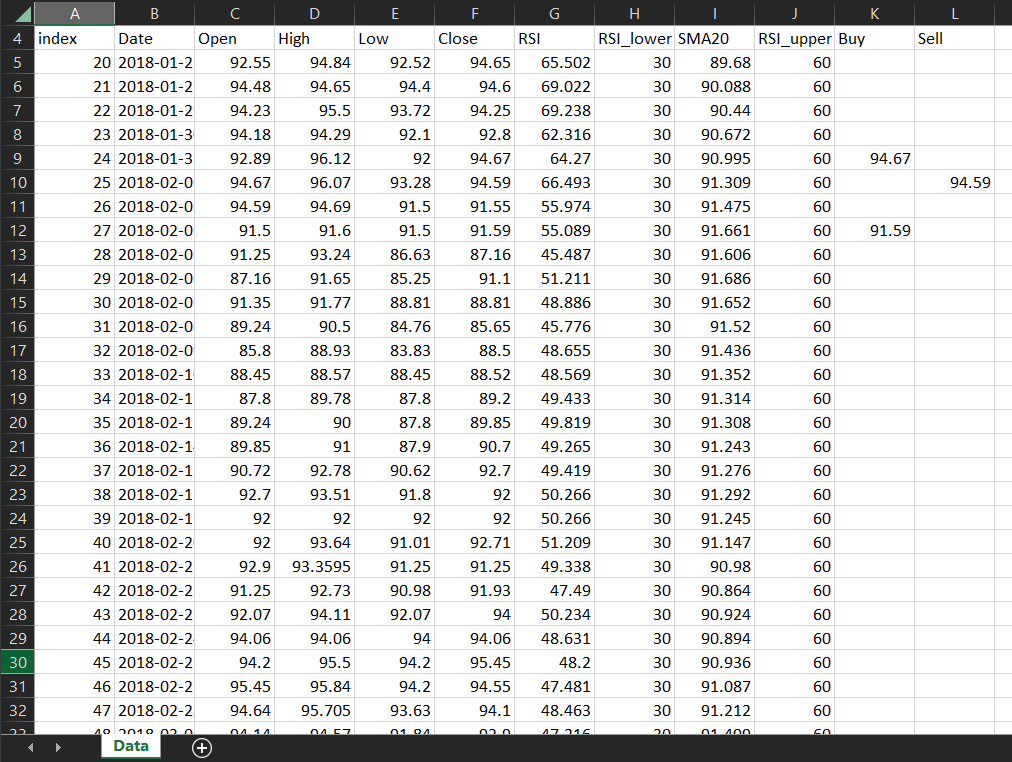 A B C D E F G H I J K L
4 index Date Open High Low Close RSI RSI_lower SMA20 RSI_upper Buy Sell
5 20 2018-01-2 92.55 94.84 92.52 94.65 65.502 30 89.68 60
6 21 2018-01-2 94.48 94.65 94.4 94.6 69.022 30 90.088 60
7 22 2018-01-2 94.23 95.5 93.72 94.25 69.238 30 90.44 60
8 23 2018-01-3 94.18 94.29 92.1 92.8 62.316 30 90.672 60
9 24 2018-01-3 92.89 96.12 92 94.67 64.27 30 90.995 60 94.67
10 25 2018-02-0 94.67 96.07 93.28 94.59 66.493 30 91.309 60 94.59
11 26 2018-02-0 94.59 94.69 91.5 91.55 55.974 30 91.475 60
12 27 2018-02-0 91.5 91.6 91.5 91.59 55.089 30 91.661 60 91.59
13 28 2018-02-0 91.25 93.24 86.63 87.16 45.487 30 91.606 60
14 29 2018-02-0 87.16 91.65 85.25 91.1 51.211 30 91.686 60
15 30 2018-02-0 91.35 91.77 88.81 88.81 48.886 30 91.652 60
16 31 2018-02-0 89.24 90.5 84.76 85.65 45.776 30 91.52 60
17 32 2018-02-0 85.8 88.93 83.83 88.5 48.655 30 91.436 60
18 33 2018-02-1 88.45 88.57 88.45 88.52 48.569 30 91.352 60
19 34 2018-02-1 87.8 89.78 87.8 89.2 49.433 30 91.314 60
20 35 2018-02-1 89.24 90 87.8 89.85 49.819 30 91.308 60
21 36 2018-02-1 89.85 91 87.9 90.7 49.265 30 91.243 60
22 37 2018-02-1 90.72 92.78 90.62 92.7 49.419 30 91.276 60
23 38 2018-02-1 92.7 93.51 91.8 92 50.266 30 91.292 60
24 39 2018-02-1 92 92 92 92 50.266 30 91.245 60
25 40 2018-02-2 92 93.64 91.01 92.71 51.209 30 91.147 60
26 41 2018-02-2 92.9 93.3595 91.25 91.25 49.338 30 90.98 60
27 42 2018-02-2 91.25 92.73 90.98 91.93 47.49 30 90.864 60
28 43 2018-02-2 92.07 94.11 92.07 94 50.234 30 90.924 60
29 44 2018-02-2 94.06 94.06 94 94.06 48.631 30 90.894 60
30 45 2018-02-2 94.2 95.5 94.2 95.45 48.2 30 90.936 60
31 46 2018-02-2 95.45 95.84 94.2 94.55 47.481 30 91.087 60
32 47 2018-02-2 94.64 95.705 93.63 94.1 48.463 30 91.212 60
Data